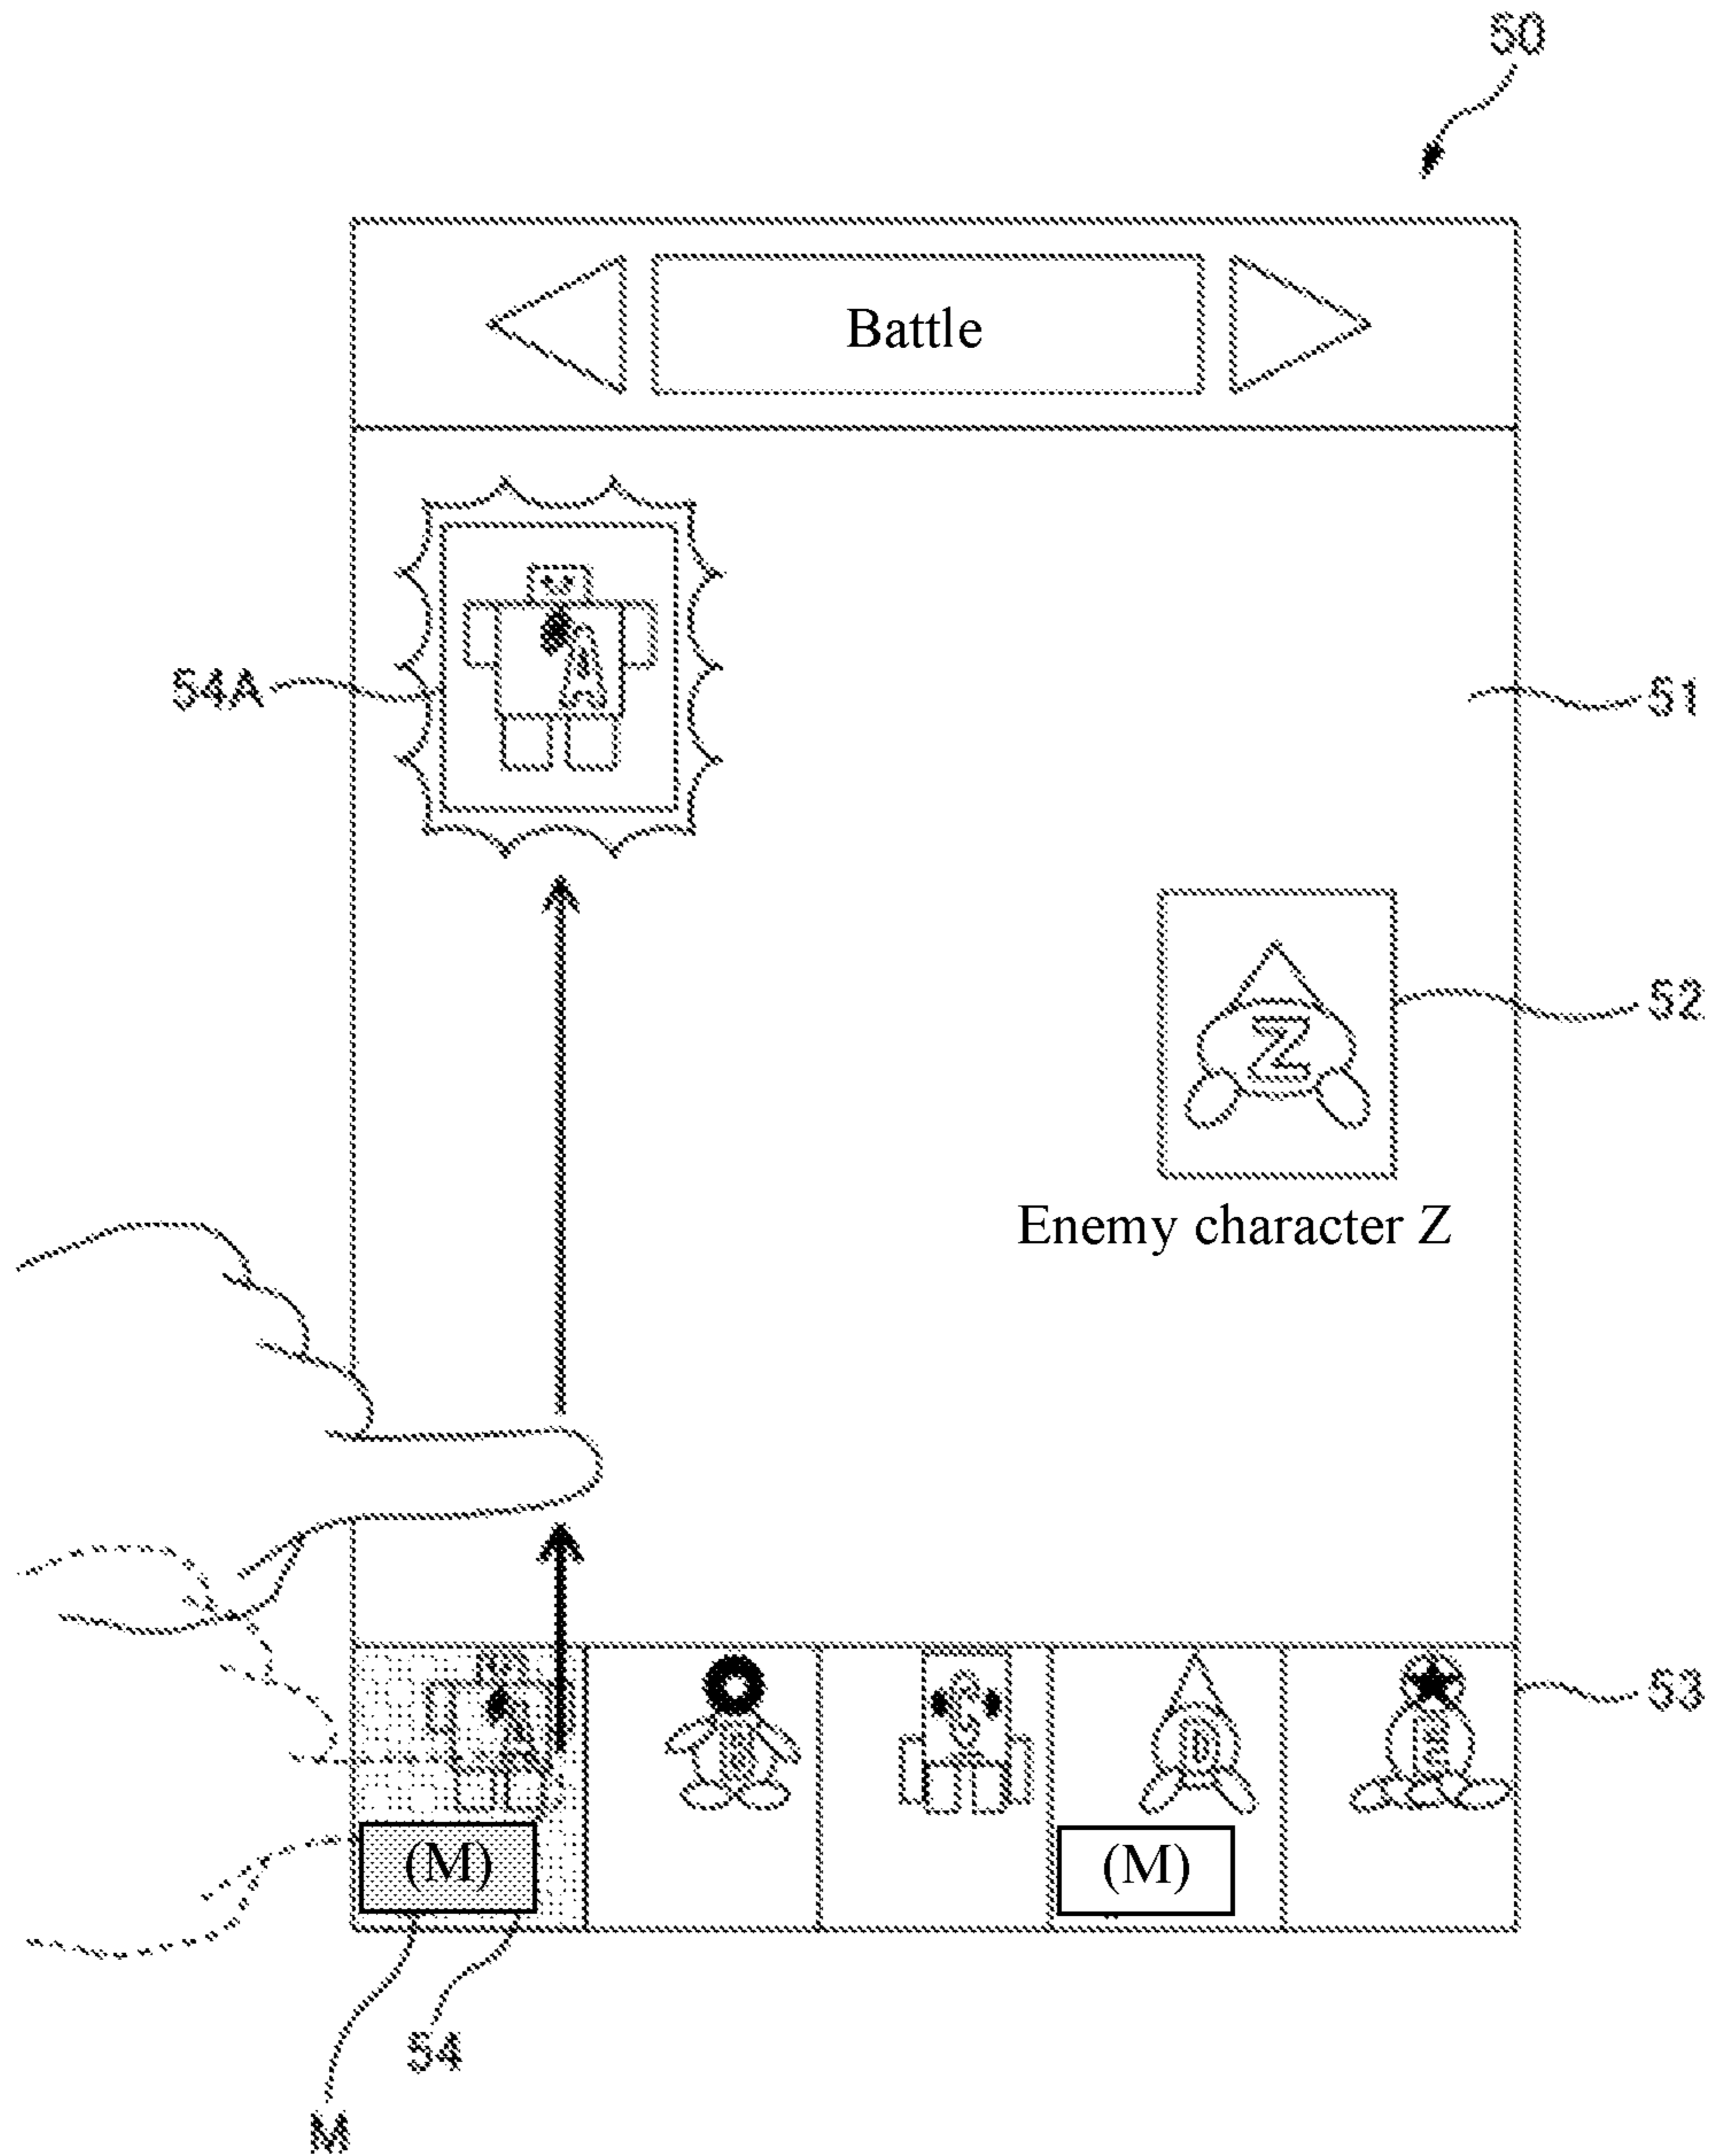 50
Battle
A
54A
51
Z
52
Enemy character Z
A
B
C
D
E
53
(M)
(M)
54
M